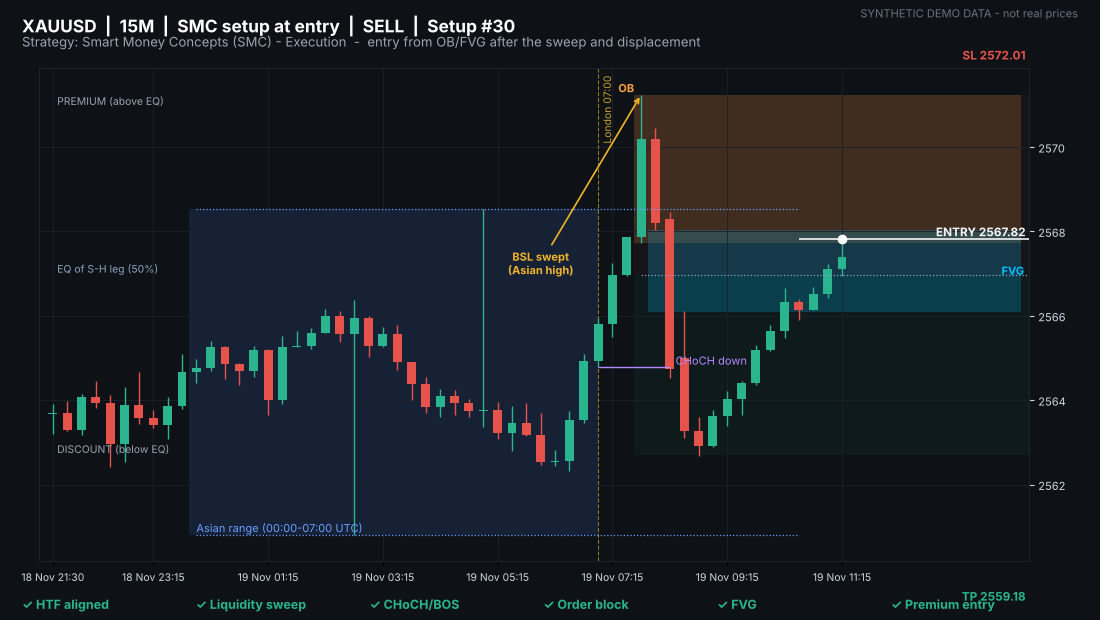 XAUUSD | 15M | SMC setup at entry | SELL | Setup #30
SYNTHETIC DEMO DATA - not real prices
Strategy: Smart Money Concepts (SMC) - Execution - entry from OB/FVG after the sweep and displacement
SL 2572.01
London 07:00
OB
PREMIUM (above EQ)
2570
ENTRY 2567.82
2568
BSL swept
(Asian high)
EQ of S-H leg (50%)
FVG
2566
CHoCH down
2564
DISCOUNT (below EQ)
2562
Asian range (00:00-07:00 UTC)
18 Nov 21:30
18 Nov 23:15
19 Nov 01:15
19 Nov 03:15
19 Nov 05:15
19 Nov 07:15
19 Nov 09:15
19 Nov 11:15
TP 2559.18
✓ HTF aligned
✓ Liquidity sweep
✓ CHoCH/BOS
✓ Order block
✓ FVG
✓ Premium entry